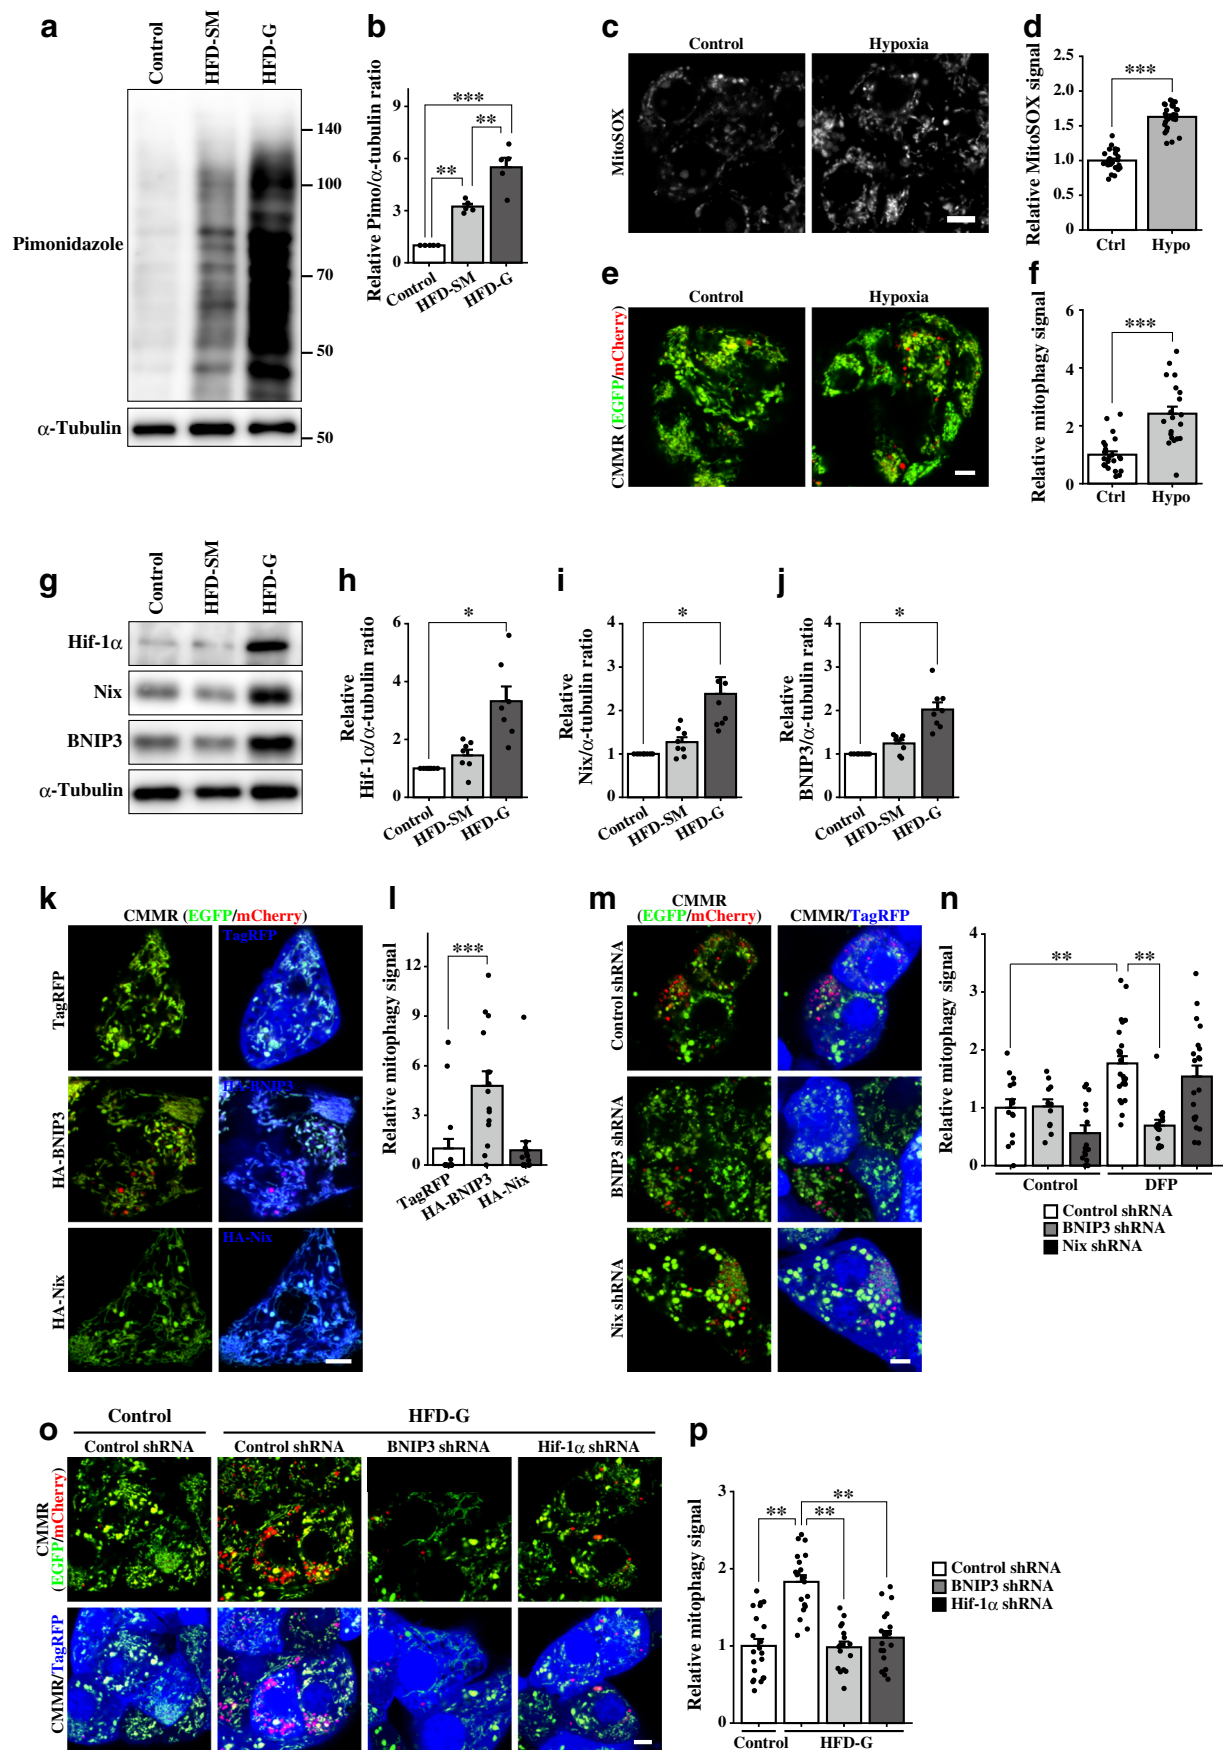 a
Control
HFD-SM
HFD-G
Pimonidazole
140
100
70
50
α-Tubulin
50
b
Relative Pimo/α-tubulin ratio
9
6
3
0
***
**
**
Control
HFD-SM
HFD-G
c
Control
Hypoxia
MitoSOX
d
Relative MitoSOX signal
2.5
2.0
1.5
1.0
0.5
0
***
Ctrl
Hypo
e
Control
Hypoxia
CMMR (EGFP/mCherry)
f
Relative mitophagy signal
6
4
2
0
***
Ctrl
Hypo
g
Control
HFD-SM
HFD-G
Hif-1α
Nix
BNIP3
α-Tubulin
h
Relative
Hif-1α/α-tubulin ratio
6
4
2
0
*
Control
HFD-SM
HFD-G
i
Relative
Nix/α-tubulin ratio
4
3
2
1
0
*
Control
HFD-SM
HFD-G
j
Relative
BNIP3/α-tubulin ratio
4
3
2
1
0
*
Control
HFD-SM
HFD-G
k
CMMR (EGFP/mCherry)
TagRFP
TagRFP
HA-BNIP3
HA-BNIP3
HA-Nix
HA-Nix
l
Relative mitophagy signal
12
9
6
3
0
***
TagRFP
HA-BNIP3
HA-Nix
m
CMMR
(EGFP/mCherry)
CMMR/TagRFP
Control shRNA
BNIP3 shRNA
Nix shRNA
n
Relative mitophagy signal
4
3
2
1
0
**
**
Control
DFP
Control shRNA
BNIP3 shRNA
Nix shRNA
o
Control
HFD-G
Control shRNA
Control shRNA
BNIP3 shRNA
Hif-1α shRNA
CMMR
(EGFP/mCherry)
CMMR/TagRFP
p
Relative mitophagy signal
3
2
1
0
**
**
**
Control
HFD-G
Control shRNA
BNIP3 shRNA
Hif-1α shRNA